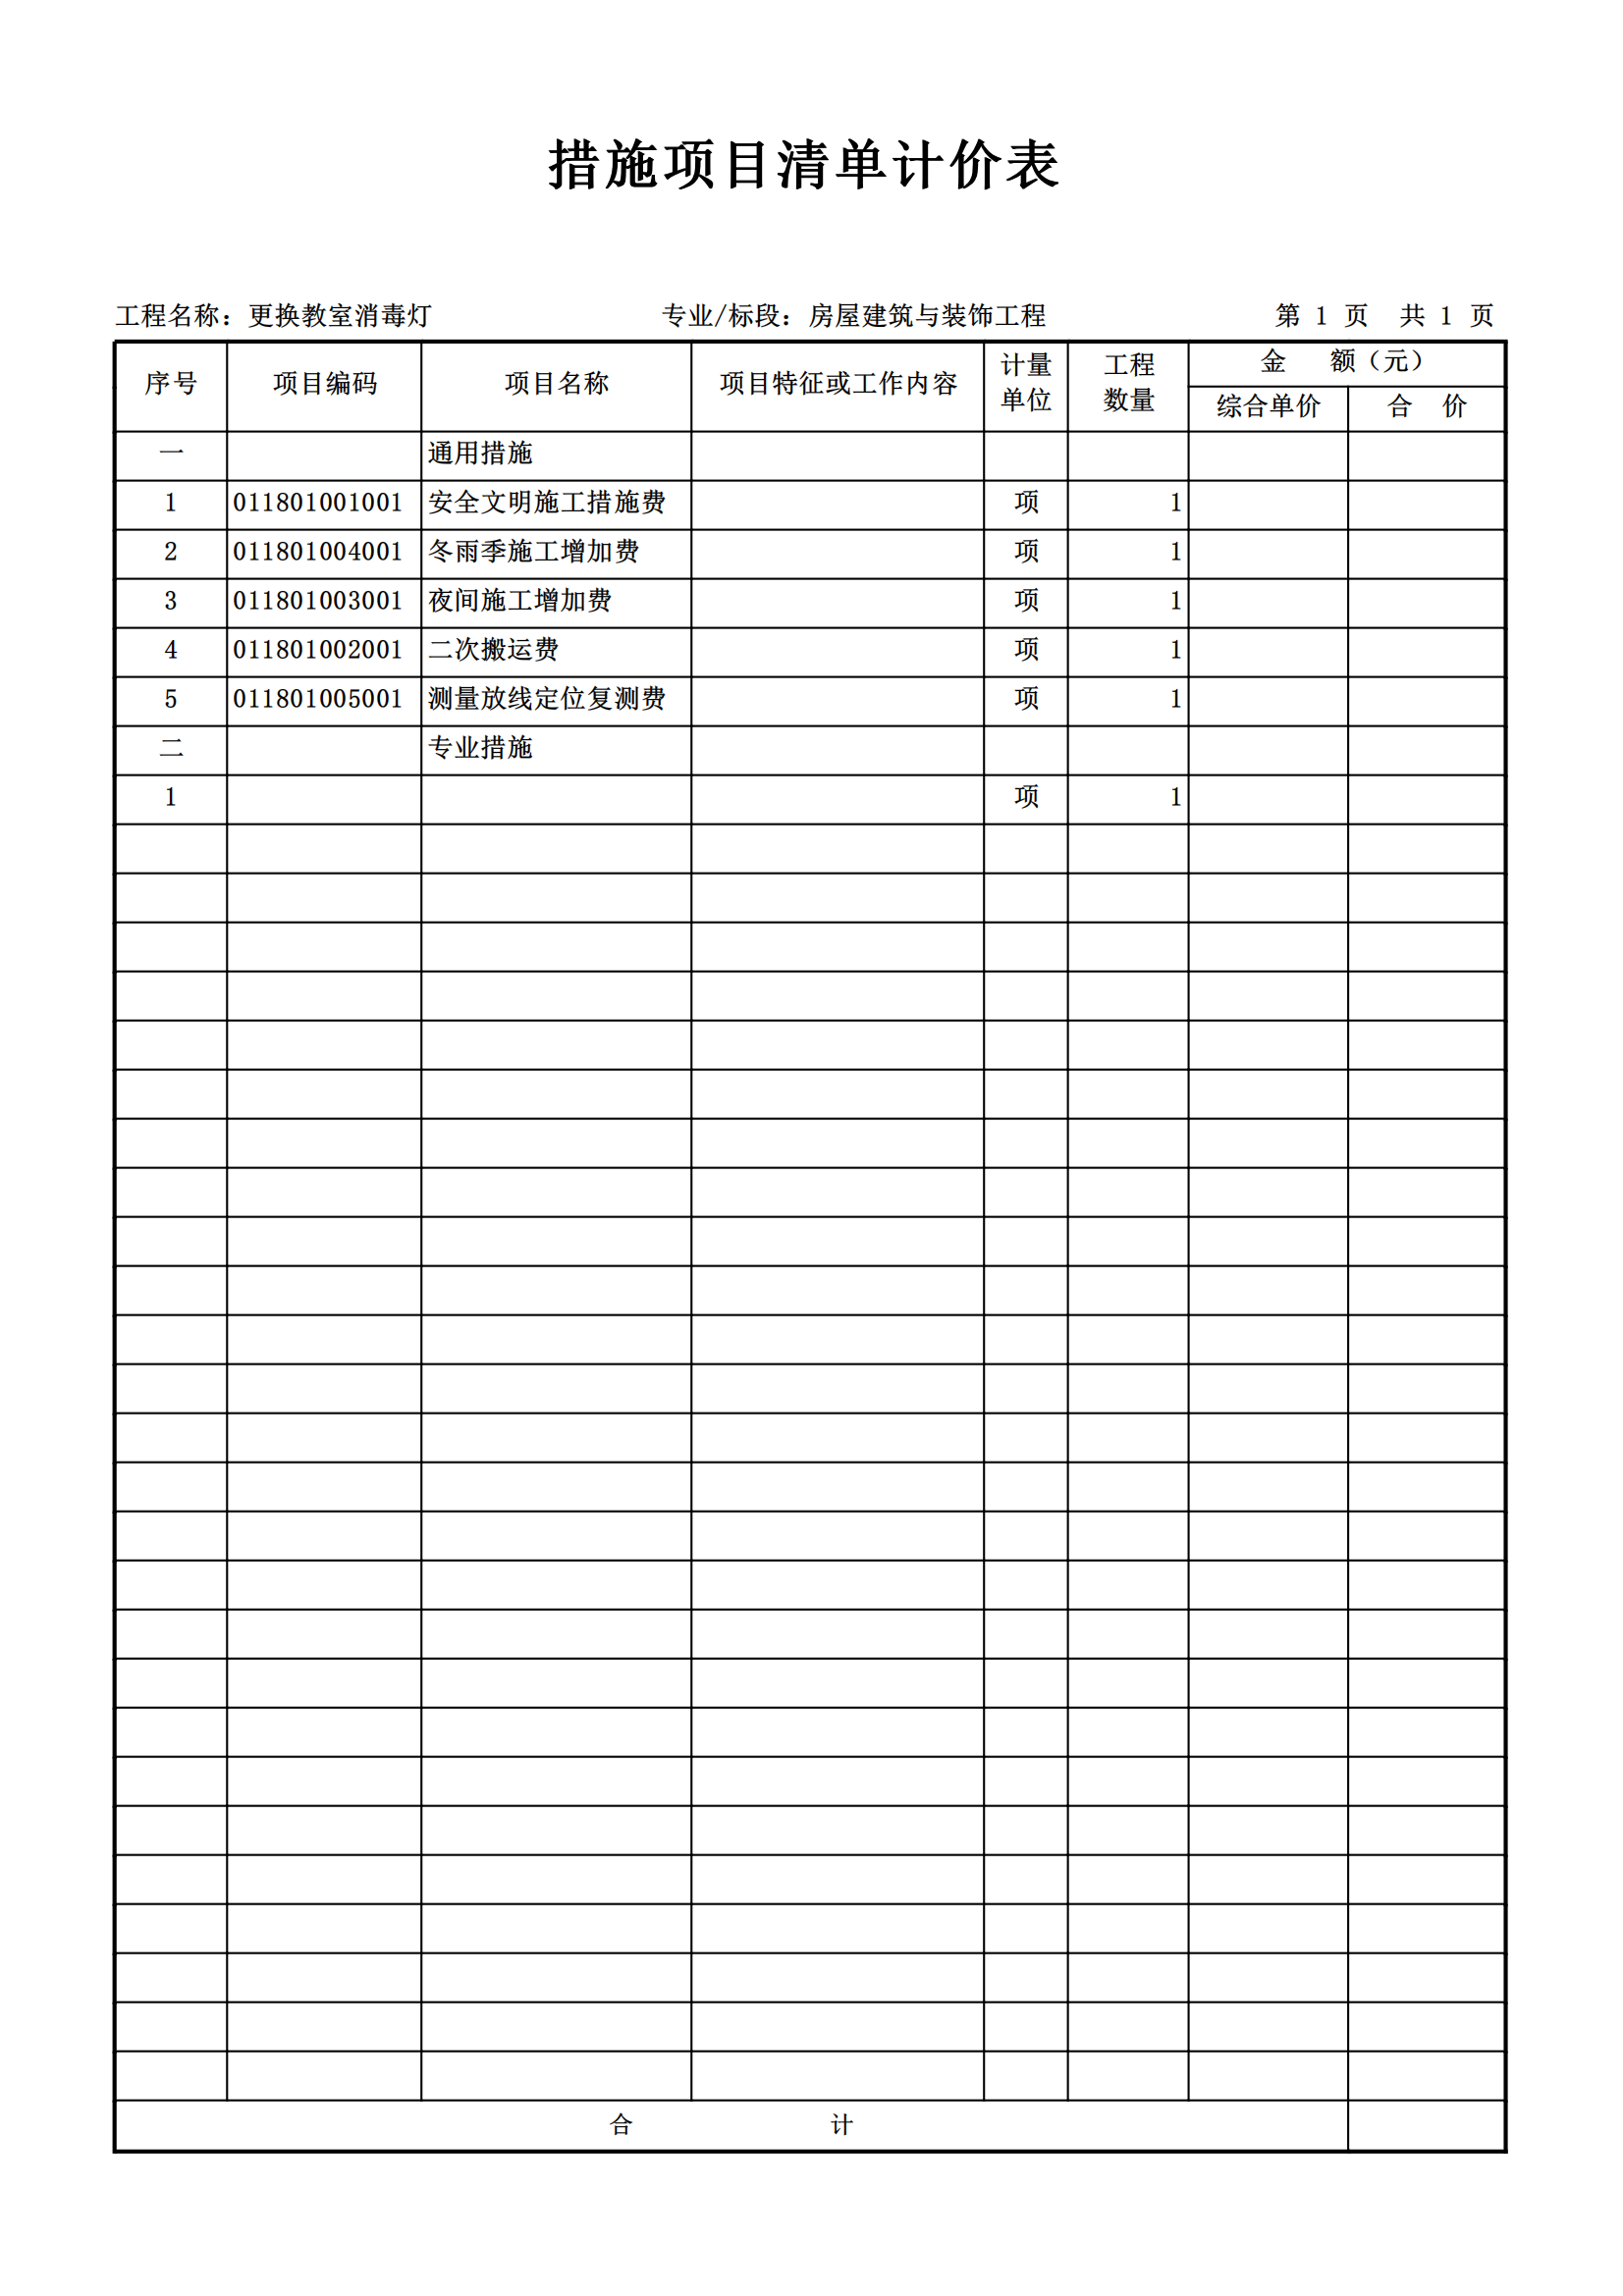 措施项目清单计价表
工程名称：更换教室消毒灯 专业/标段：房屋建筑与装饰工程 第 1 页 共 1 页
序号 项目编码 项目名称 项目特征或工作内容 计量单位 工程数量 金 额（元）
综合单价 合 价
一 通用措施
1 011801001001 安全文明施工措施费 项 1
2 011801004001 冬雨季施工增加费 项 1
3 011801003001 夜间施工增加费 项 1
4 011801002001 二次搬运费 项 1
5 011801005001 测量放线定位复测费 项 1
二 专业措施
1 项 1
合 计